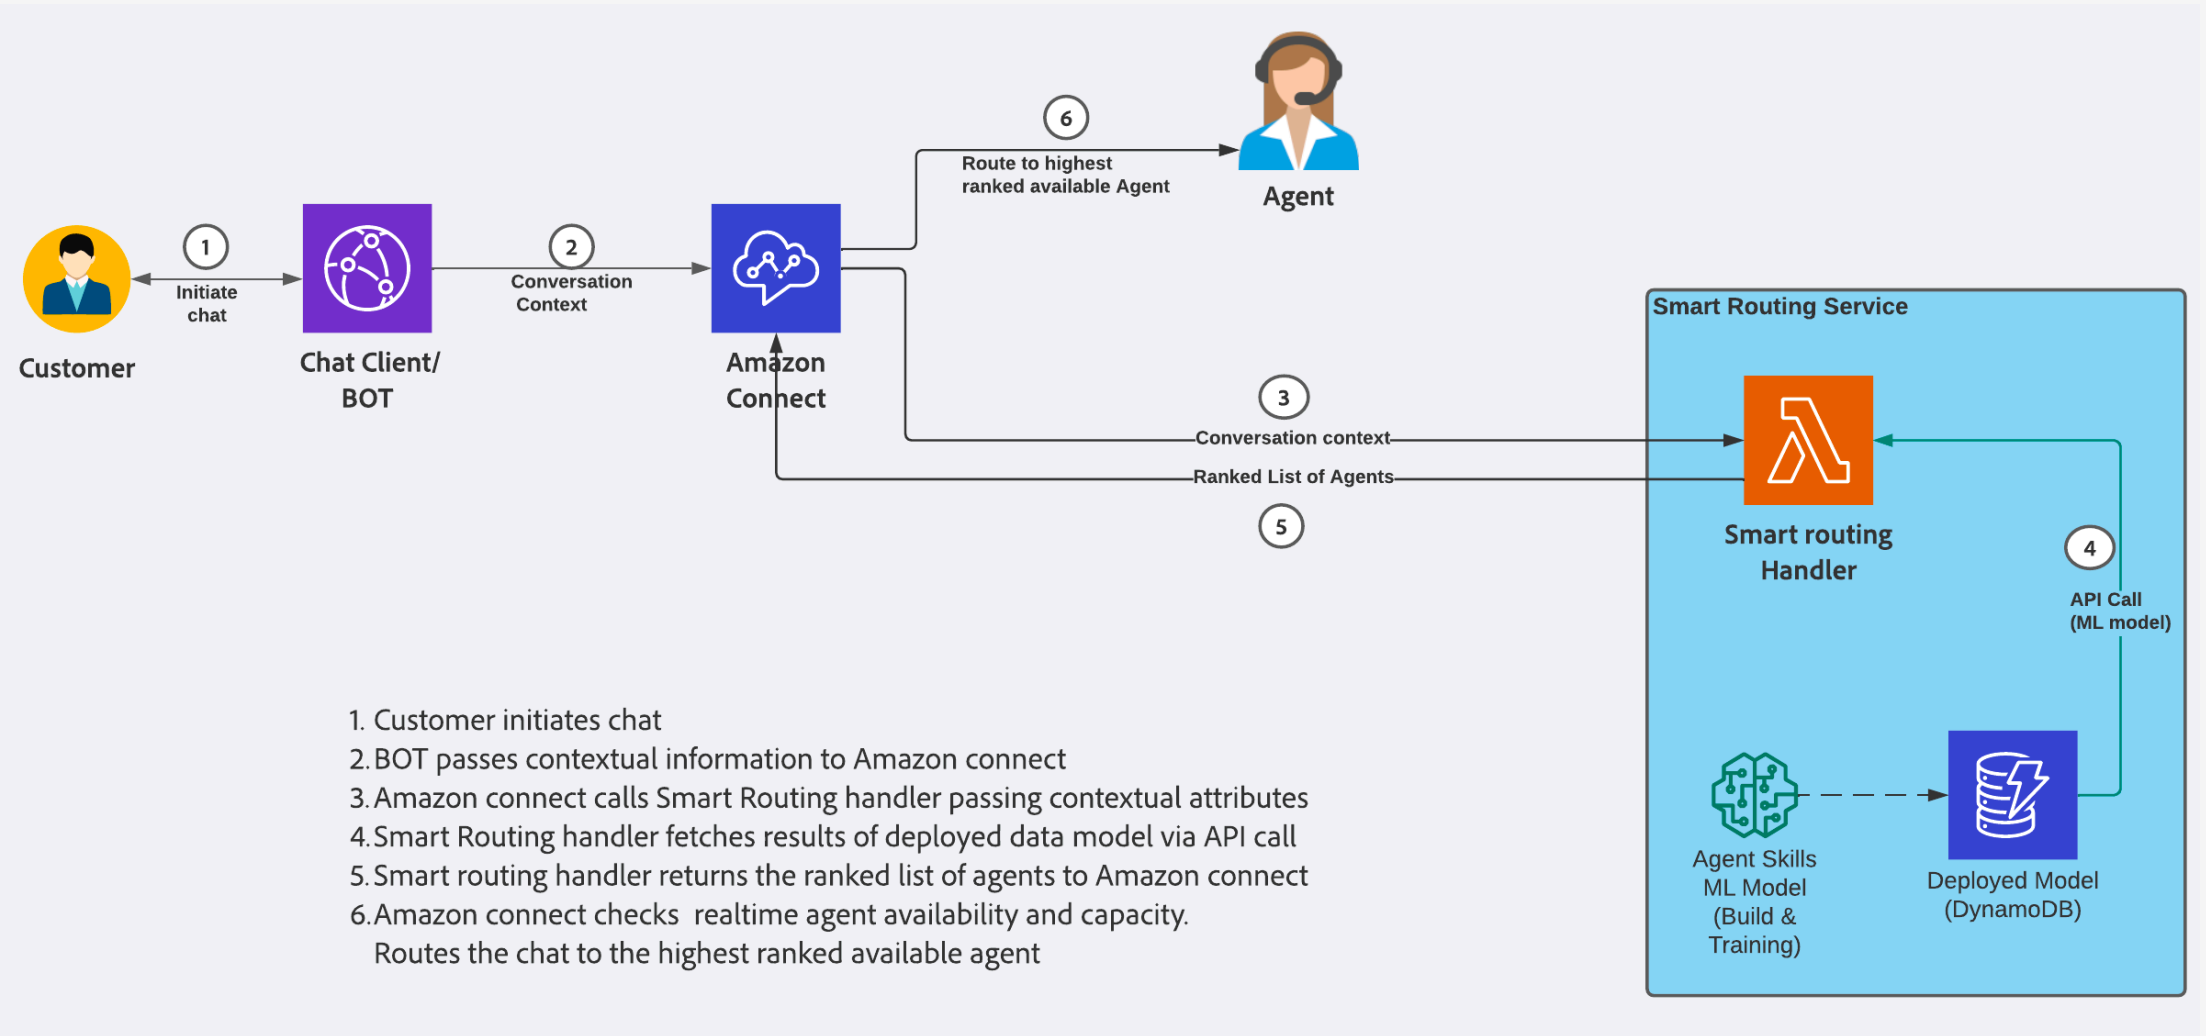 6
Route to highest
ranked available Agent
Agent
1
Initiate
chat
2
Conversation
Context
Customer
Chat Client/
BOT
Amazon
Connect
Smart Routing Service
3
Conversation context
Ranked List of Agents
5
Smart routing
Handler
4
API Call
(ML model)
1. Customer initiates chat
2. BOT passes contextual information to Amazon connect
3. Amazon connect calls Smart Routing handler passing contextual attributes
4. Smart Routing handler fetches results of deployed data model via API call
5. Smart routing handler returns the ranked list of agents to Amazon connect
6. Amazon connect checks  realtime agent availability and capacity.
Routes the chat to the highest ranked available agent
Agent Skills
ML Model
(Build &
Training)
Deployed Model
(DynamoDB)